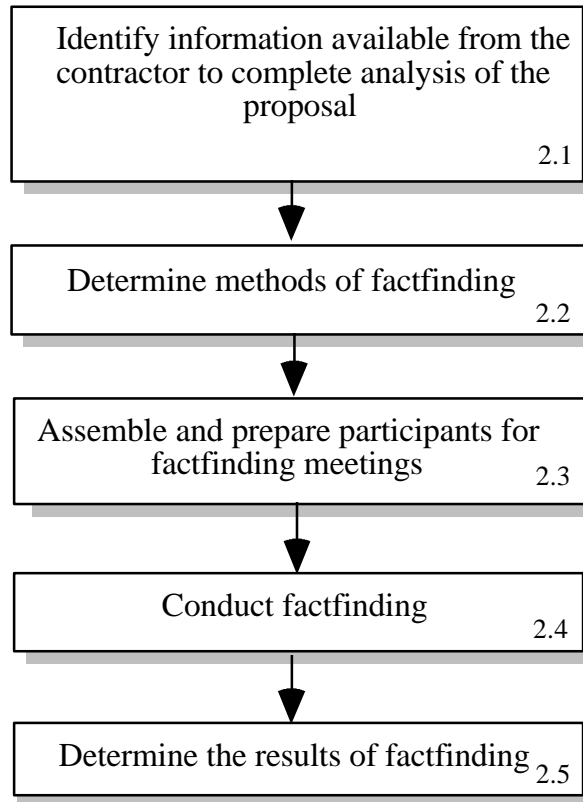 Identify information available from the
contractor to complete analysis of the
proposal
2.1
Determine methods of factfinding
2.2
Assemble and prepare participants for
factfinding meetings
2.3
Conduct factfinding
2.4
Determine the results of factfinding
2.5